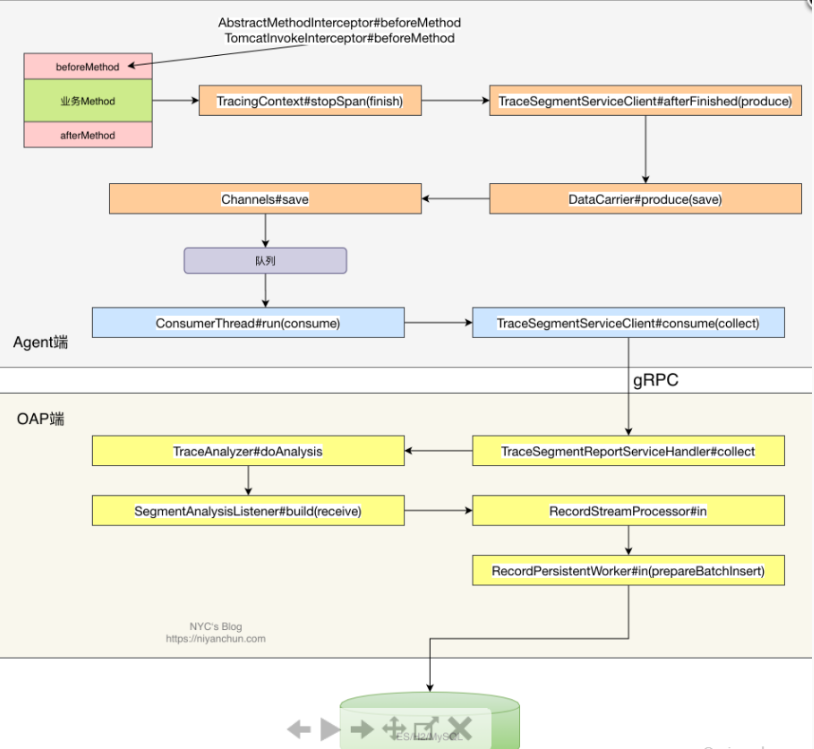 AbstractMethodInterceptor#beforeMethod
TomcatInvokeInterceptor#beforeMethod
beforeMethod
业务Method
afterMethod
TracingContext#stopSpan(finish)
TraceSegmentServiceClient#afterFinished(produce)
Channels#save
DataCarrier#produce(save)
队列
ConsumerThread#run(consume)
TraceSegmentServiceClient#consume(collect)
Agent端
gRPC
OAP端
TraceAnalyzer#doAnalysis
TraceSegmentReportServiceHandler#collect
SegmentAnalysisListener#build(receive)
RecordStreamProcessor#in
RecordPersistentWorker#in(prepareBatchInsert)
NYC's Blog
https://niyanchun.com
ES/H2/MySQL